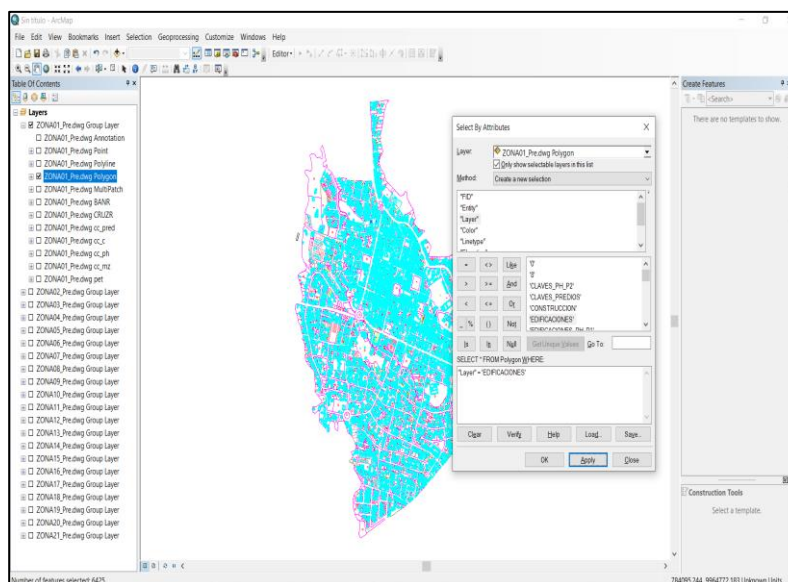 Sin título - ArcMap
File Edit View Bookmarks Insert Selection Geoprocessing Customize Windows Help
Editor
Table Of Contents
Layers
ZONA01_Pre.dwg Group Layer
ZONA01_Pre.dwg Annotation
ZONA01_Pre.dwg Point
ZONA01_Pre.dwg Polyline
ZONA01_Pre.dwg Polygon
ZONA01_Pre.dwg MultiPatch
ZONA01_Pre.dwg BANR
ZONA01_Pre.dwg CRUZR
ZONA01_Pre.dwg cc_pred
ZONA01_Pre.dwg cc_c
ZONA01_Pre.dwg cc_ph
ZONA01_Pre.dwg cc_mz
ZONA01_Pre.dwg pet
ZONA02_Pre.dwg Group Layer
ZONA03_Pre.dwg Group Layer
ZONA04_Pre.dwg Group Layer
ZONA05_Pre.dwg Group Layer
ZONA06_Pre.dwg Group Layer
ZONA07_Pre.dwg Group Layer
ZONA08_Pre.dwg Group Layer
ZONA09_Pre.dwg Group Layer
ZONA10_Pre.dwg Group Layer
ZONA11_Pre.dwg Group Layer
ZONA12_Pre.dwg Group Layer
ZONA13_Pre.dwg Group Layer
ZONA14_Pre.dwg Group Layer
ZONA15_Pre.dwg Group Layer
ZONA16_Pre.dwg Group Layer
ZONA17_Pre.dwg Group Layer
ZONA18_Pre.dwg Group Layer
ZONA19_Pre.dwg Group Layer
ZONA20_Pre.dwg Group Layer
ZONA21_Pre.dwg Group Layer
Select By Attributes
Layer: ZONA01_Pre.dwg Polygon
Only show selectable layers in this list
Method: Create a new selection
"FID"
"Entity"
"Layer"
"Color"
"Linetype"
= <> Like
> >= And
< <= Or
_ % () Not
Is In Null
'0'
'CLAVES_PH_P2'
'CLAVES_PREDIOS'
'CONSTRUCCION'
'EDIFICACIONES'
'EDIFICACIONES_PH_P1'
Get Unique Values Go To:
SELECT * FROM Polygon WHERE:
"Layer" = 'EDIFICACIONES'
Clear Verify Help Load... Save...
OK Apply Close
Create Features
<Search>
There are no templates to show.
Construction Tools
Select a template.
Number of features selected: 6425
784095,244 9964772,183 Unknown Units